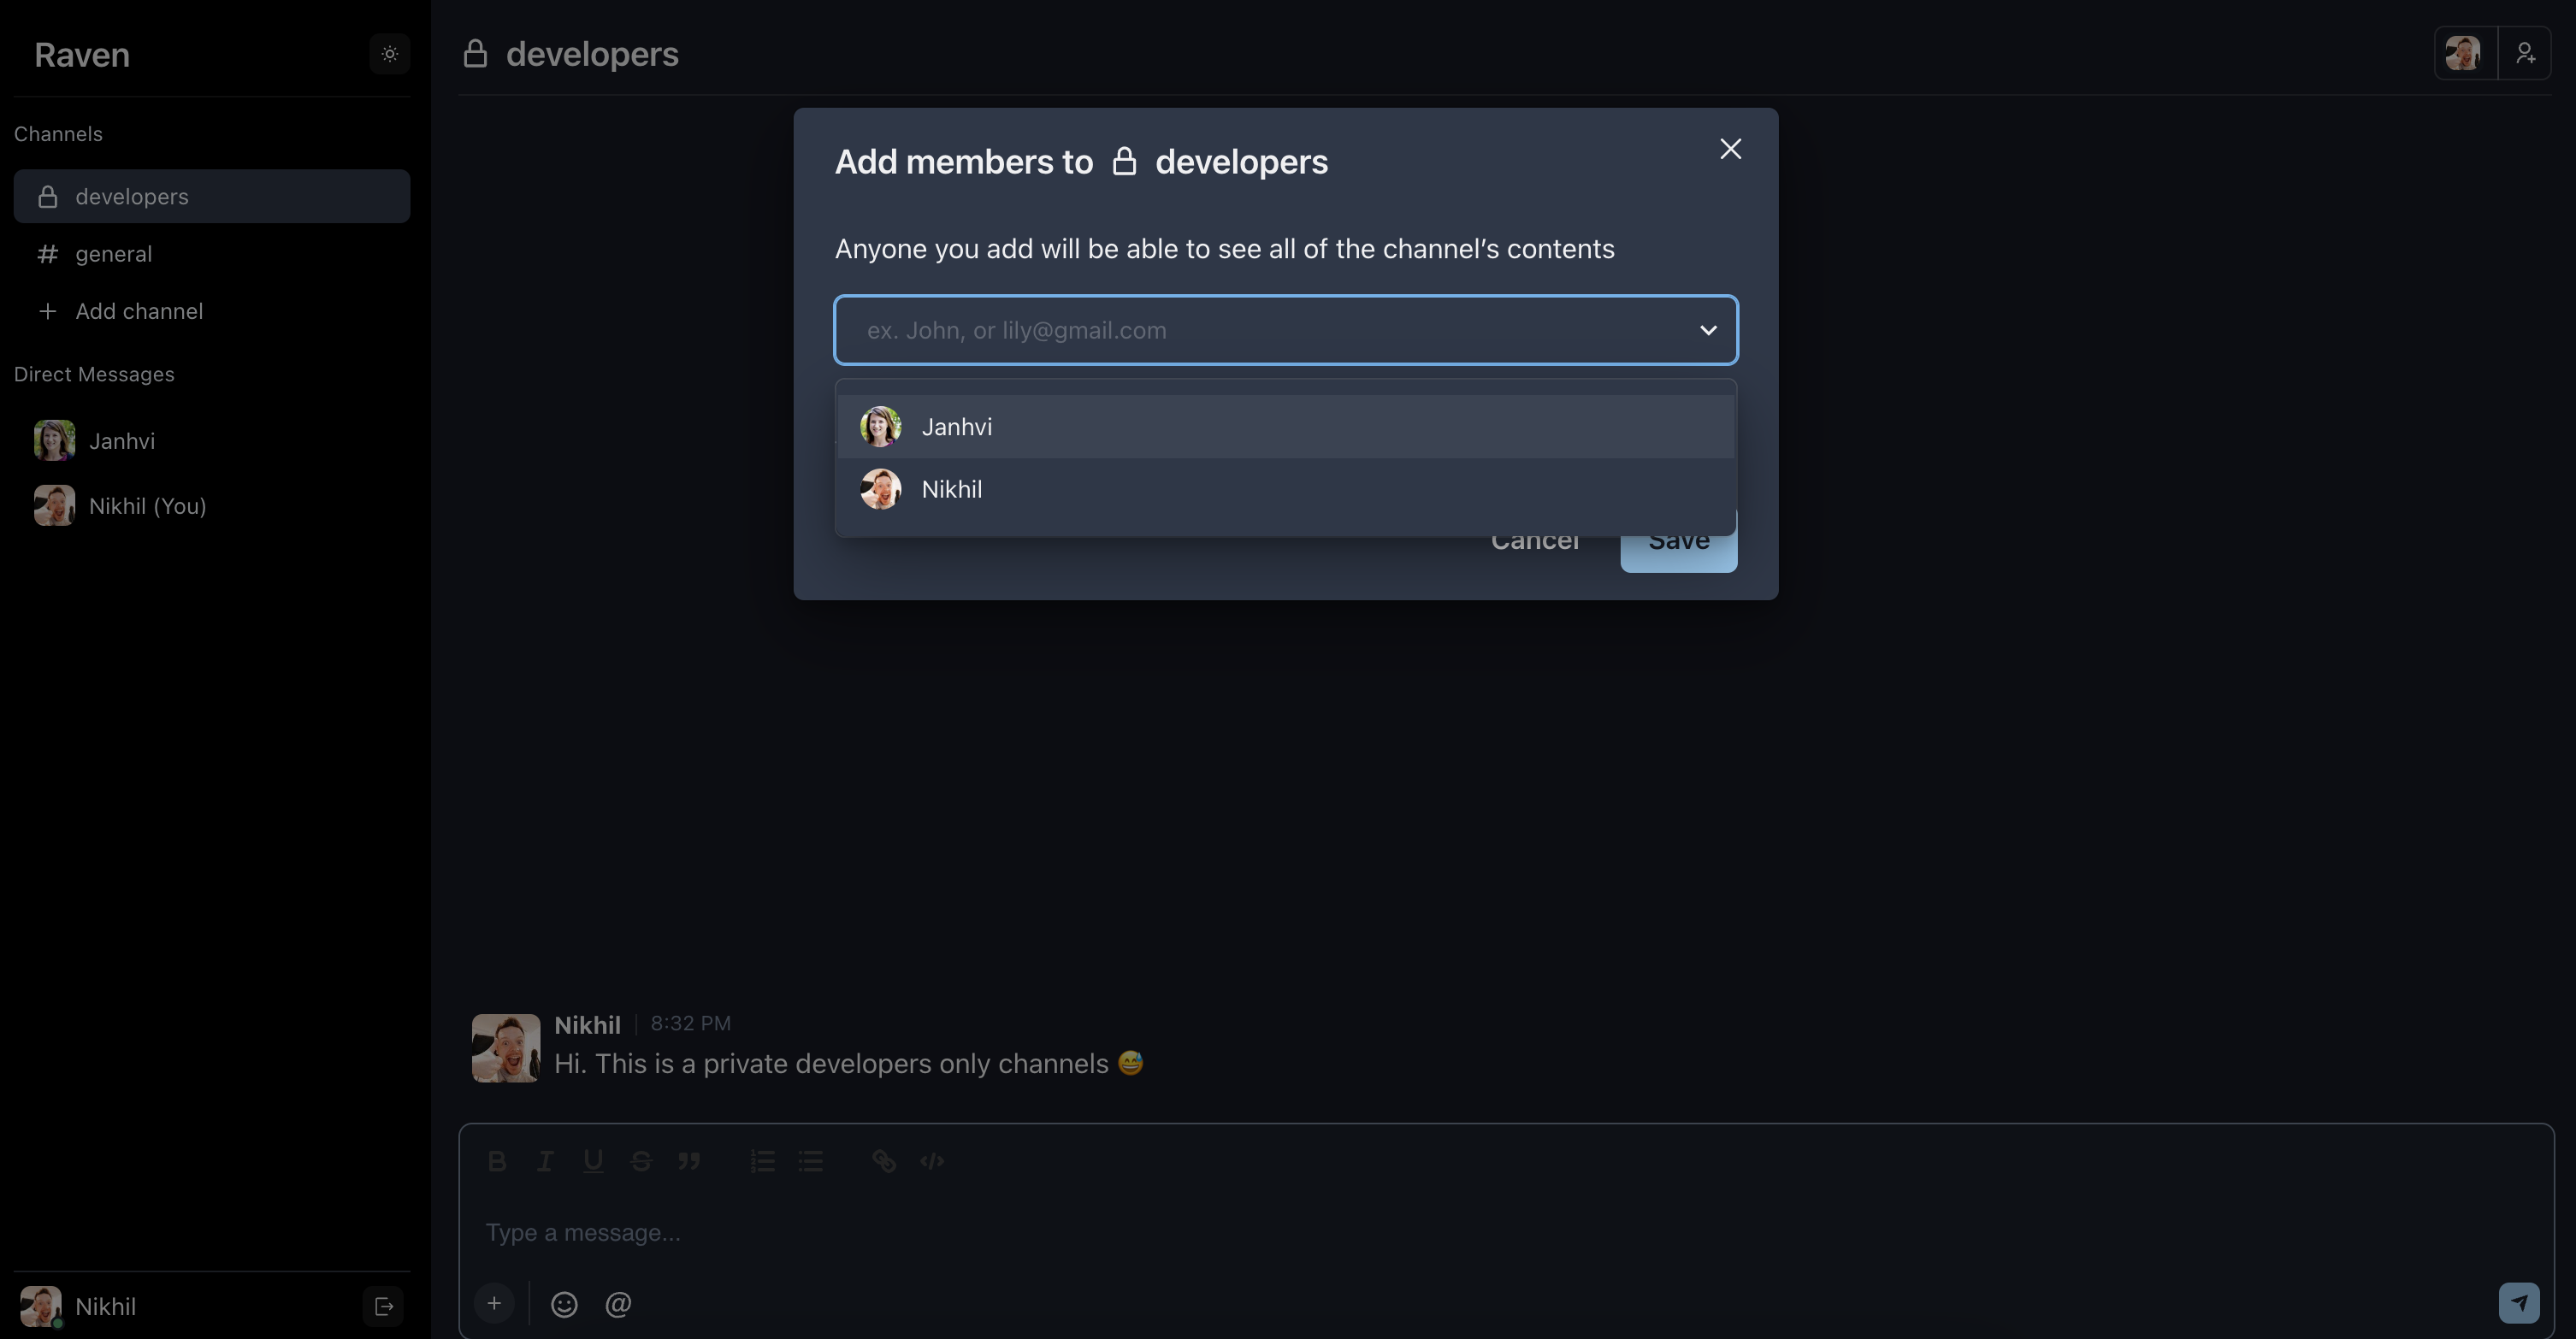 Raven
Channels
developers
# general
+ Add channel
Direct Messages
Janhvi
Nikhil (You)
Nikhil
developers
Add members to developers
Anyone you add will be able to see all of the channel’s contents
ex. John, or lily@gmail.com
Janhvi
Nikhil
Cancel Save
Nikhil 8:32 PM
Hi. This is a private developers only channels 😅
B I U S
Type a message...
+ @